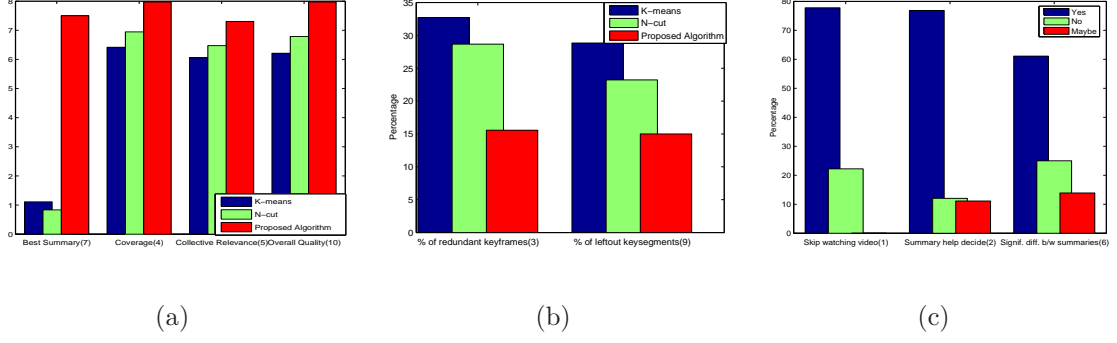 8
7
6
5
4
3
2
1
0
Best Summary(7) Coverage(4) Collective Relevance(5) Overall Quality(10)
K−means
N−cut
Proposed Algorithm
(a)
Percentage
35
30
25
20
15
10
5
0
% of redundant keyframes(3) % of leftout keysegments(9)
K−means
N−cut
Proposed Algorithm
(b)
Percentage
80
70
60
50
40
30
20
10
0
Skip watching video(1) Summary help decide(2) Signif. diff. b/w summaries(6)
Yes
No
Maybe
(c)